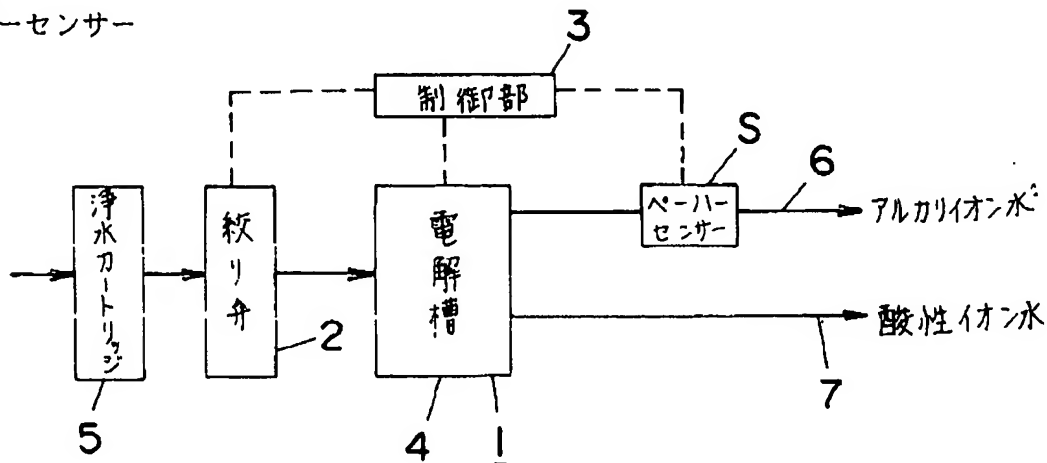 ーセンサー
3
制御部
S
6
浄水カートリッジ
絞り弁
電解槽
ペーハー
センサー
アルカリイオン水
2
酸性イオン水
7
5
4
1